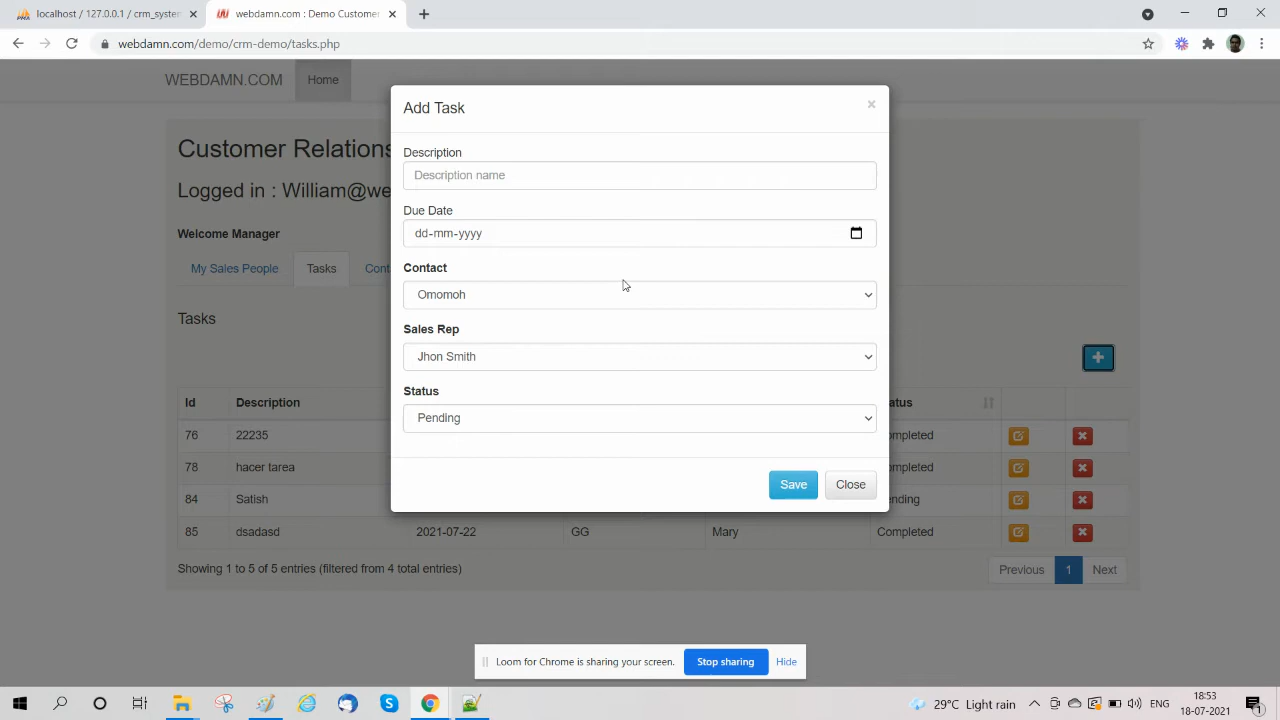 localhost / 127.0.0.1 / crm_system
webdamn.com : Demo Customer
webdamn.com/demo/crm-demo/tasks.php
WEBDAMN.COM
Home
Customer Relations
Logged in : William@we
Welcome Manager
My Sales People
Tasks
Cont
Tasks
Add Task
×
Description
Description name
Due Date
dd-mm-yyyy
Contact
Omomoh
Sales Rep
Jhon Smith
Status
Pending
Save
Close
Id Description atus
76 22235 ompleted
78 hacer tarea ompleted
84 Satish ending
85 dsadasd 2021-07-22 GG Mary Completed
Showing 1 to 5 of 5 entries (filtered from 4 total entries)
Previous 1 Next
Loom for Chrome is sharing your screen. Stop sharing Hide
29°C Light rain
ENG
18:53
18-07-2021
1